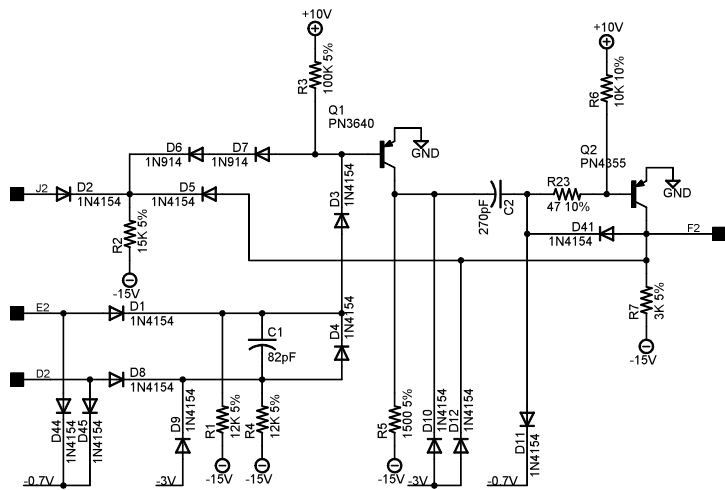 +10V
+10V
R3
100K 5%
R6
10K 10%
Q1
PN3640
GND
Q2
PN4355
GND
D6
1N914
D7
1N914
J2
D2
1N4154
D5
1N4154
D3
1N4154
270pF
C2
R23
47 10%
D41
1N4154
F2
R2
15K 5%
-15V
R7
3K 5%
-15V
E2
D1
1N4154
C1
82pF
D4
1N4154
D2
D8
1N4154
D44
1N4154
D45
1N4154
D9
1N4154
R1
12K 5%
R4
12K 5%
R5
1500 5%
D10
1N4154
D12
1N4154
D11
1N4154
-0.7V
-3V
-15V
-15V
-15V
-3V
-0.7V